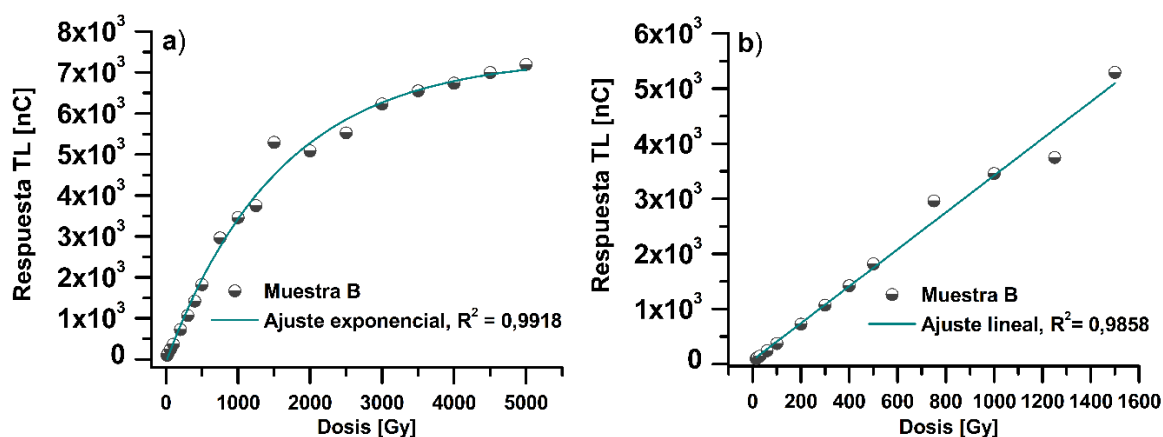 a)
Respuesta TL [nC]
8x10³
7x10³
6x10³
5x10³
4x10³
3x10³
2x10³
1x10³
0
Muestra B
Ajuste exponencial, R² = 0,9918
0 1000 2000 3000 4000 5000
Dosis [Gy]
b)
Respuesta TL [nC]
6x10³
5x10³
4x10³
3x10³
2x10³
1x10³
0
Muestra B
Ajuste lineal, R²= 0,9858
0 200 400 600 800 1000 1200 1400 1600
Dosis [Gy]